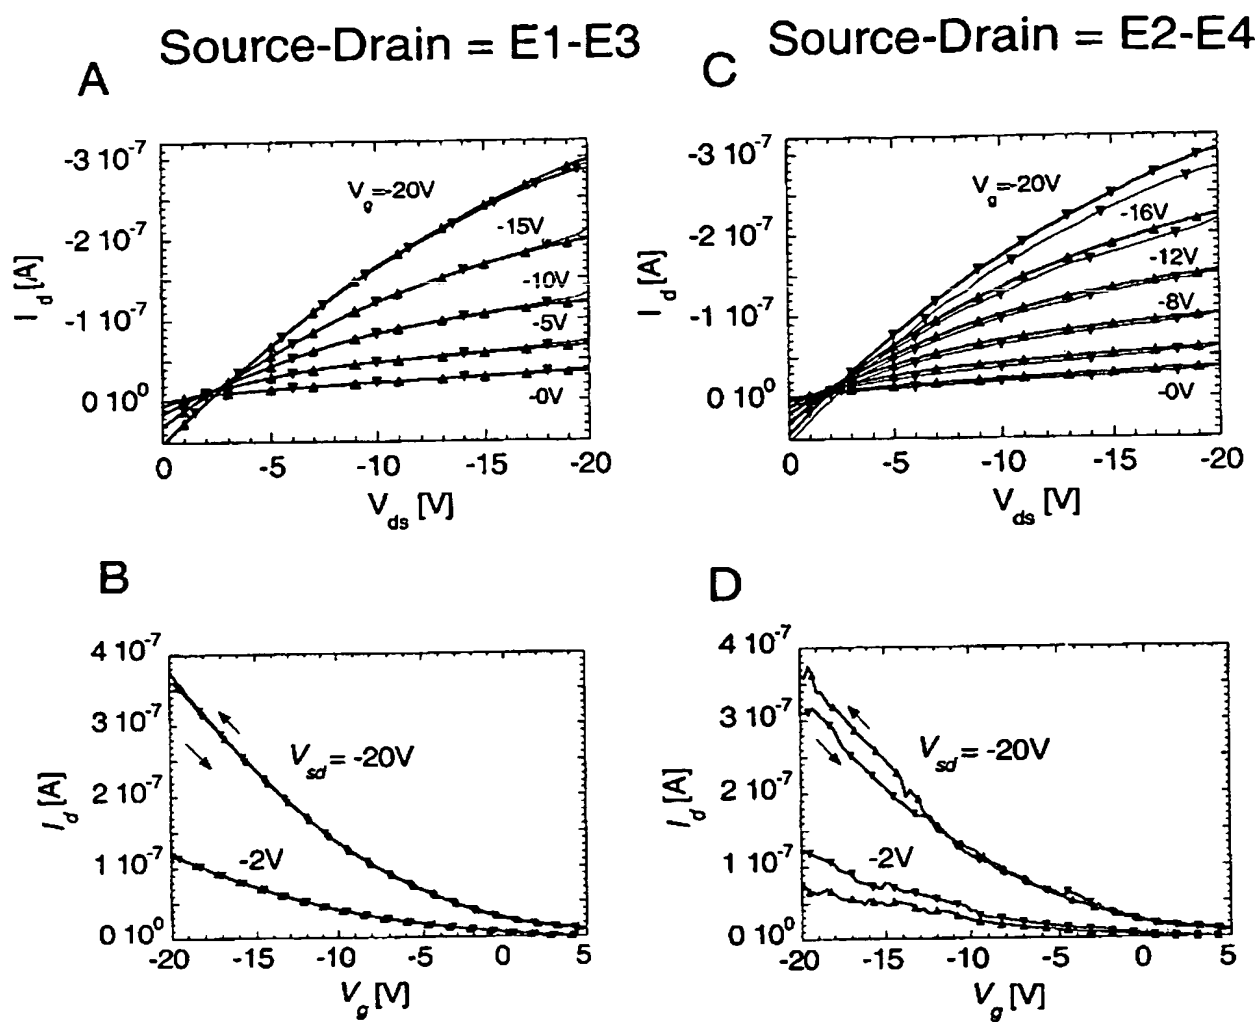 Source-Drain = E1-E3
Source-Drain = E2-E4
A
-3 10^-7
-2 10^-7
-1 10^-7
0 10^0
I_d [A]
V_g=-20V
-15V
-10V
-5V
-0V
0 -5 -10 -15 -20
V_ds [V]
C
-3 10^-7
-2 10^-7
-1 10^-7
0 10^0
I_d [A]
V_g=-20V
-16V
-12V
-8V
-0V
0 -5 -10 -15 -20
V_ds [V]
B
4 10^-7
3 10^-7
2 10^-7
1 10^-7
0 10^0
I_d [A]
V_sd = -20V
-2V
-20 -15 -10 -5 0 5
V_g [V]
D
4 10^-7
3 10^-7
2 10^-7
1 10^-7
0 10^0
I_d [A]
V_sd = -20V
-2V
-20 -15 -10 -5 0 5
V_g [V]